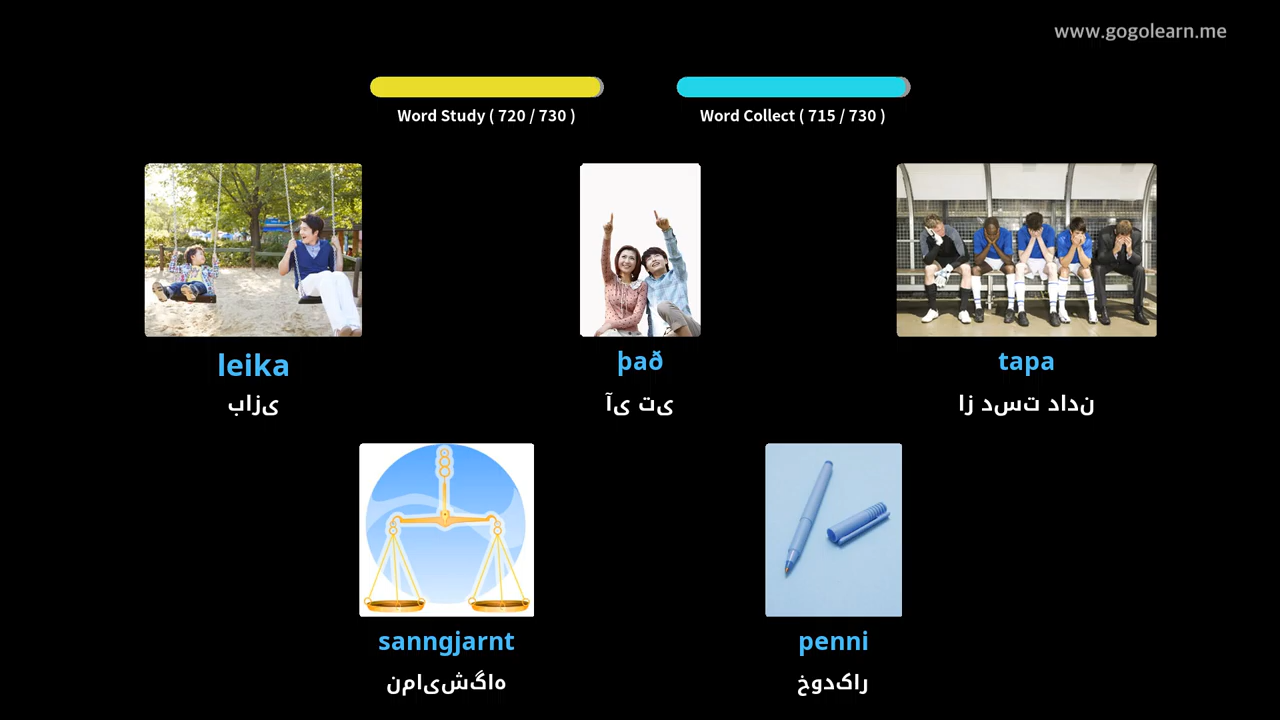 www.gogolearn.me
Word Study ( 720 / 730 )
Word Collect ( 715 / 730 )
leika
بازی
það
آی تی
tapa
از دست دادن
sanngjarnt
نمایشگاه
penni
خودکار